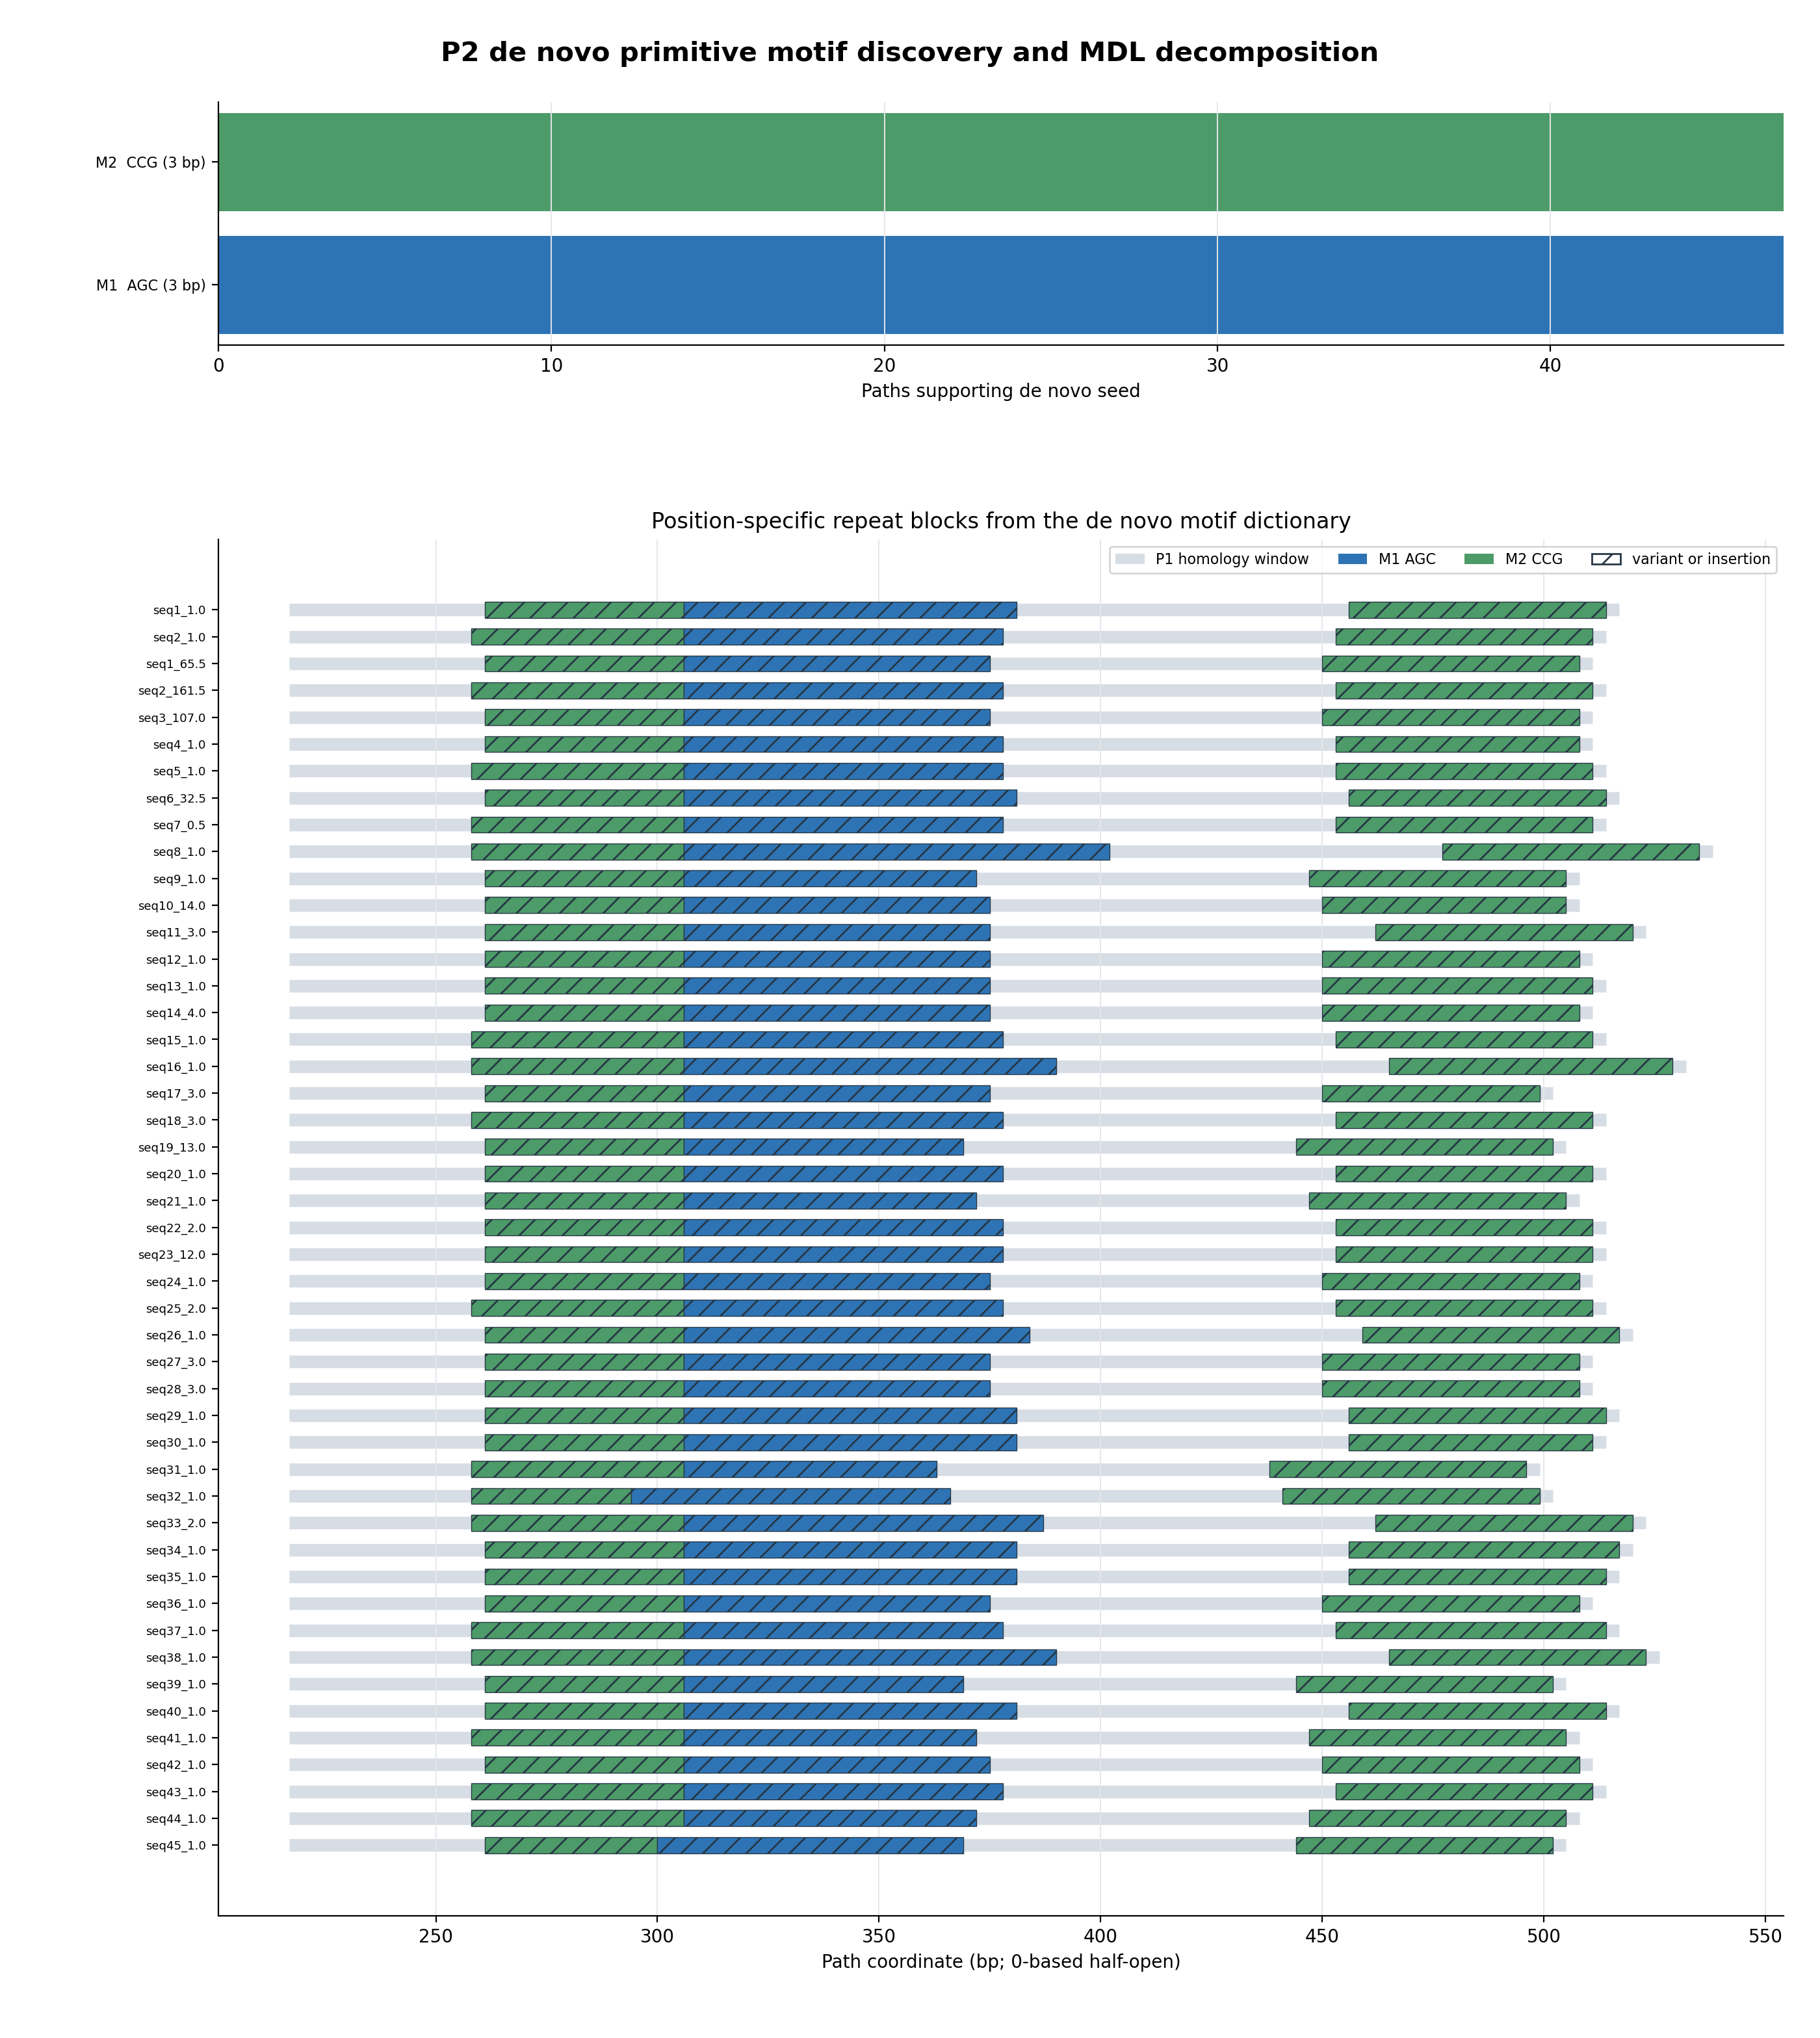 P2 de novo primitive motif discovery and MDL decomposition
M2 CCG (3 bp)
M1 AGC (3 bp)
0 10 20 30 40
Paths supporting de novo seed
Position-specific repeat blocks from the de novo motif dictionary
P1 homology window M1 AGC M2 CCG variant or insertion
seq1_1.0
seq2_1.0
seq1_65.5
seq2_161.5
seq3_107.0
seq4_1.0
seq5_1.0
seq6_32.5
seq7_0.5
seq8_1.0
seq9_1.0
seq10_14.0
seq11_3.0
seq12_1.0
seq13_1.0
seq14_4.0
seq15_1.0
seq16_1.0
seq17_3.0
seq18_3.0
seq19_13.0
seq20_1.0
seq21_1.0
seq22_2.0
seq23_12.0
seq24_1.0
seq25_2.0
seq26_1.0
seq27_3.0
seq28_3.0
seq29_1.0
seq30_1.0
seq31_1.0
seq32_1.0
seq33_2.0
seq34_1.0
seq35_1.0
seq36_1.0
seq37_1.0
seq38_1.0
seq39_1.0
seq40_1.0
seq41_1.0
seq42_1.0
seq43_1.0
seq44_1.0
seq45_1.0
250 300 350 400 450 500 550
Path coordinate (bp; 0-based half-open)